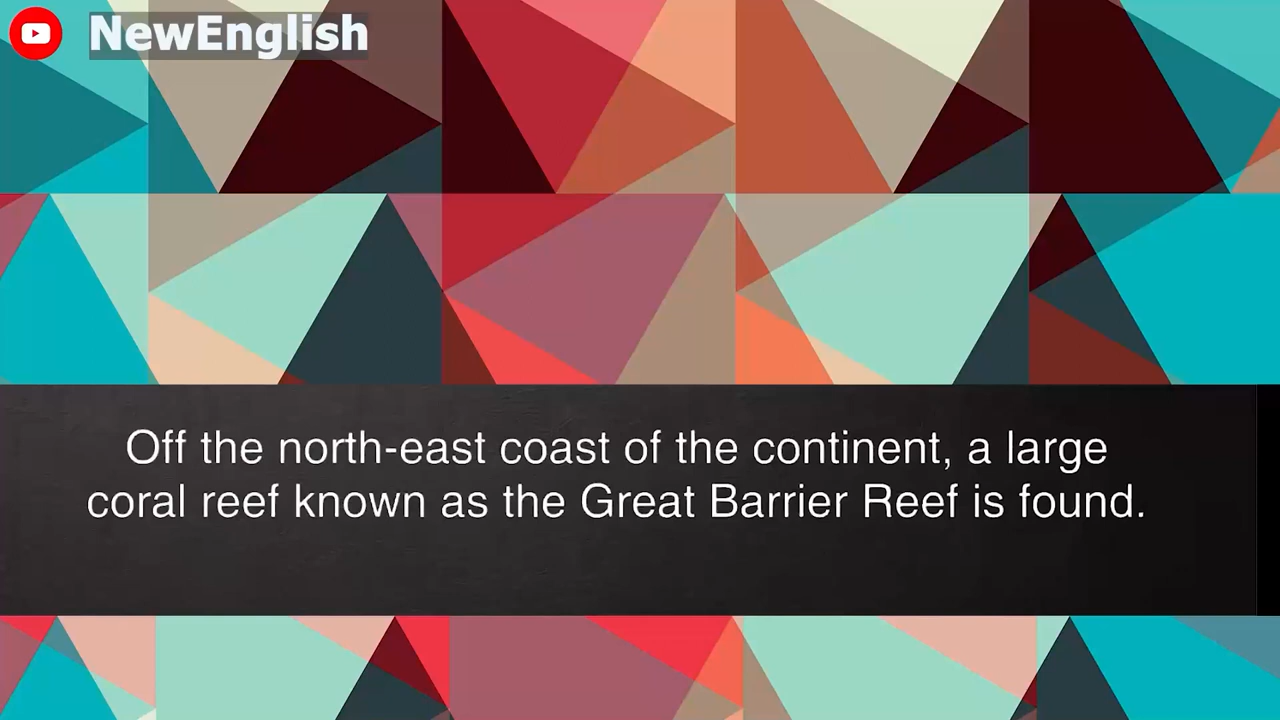 NewEnglish
Off the north-east coast of the continent, a large
coral reef known as the Great Barrier Reef is found.